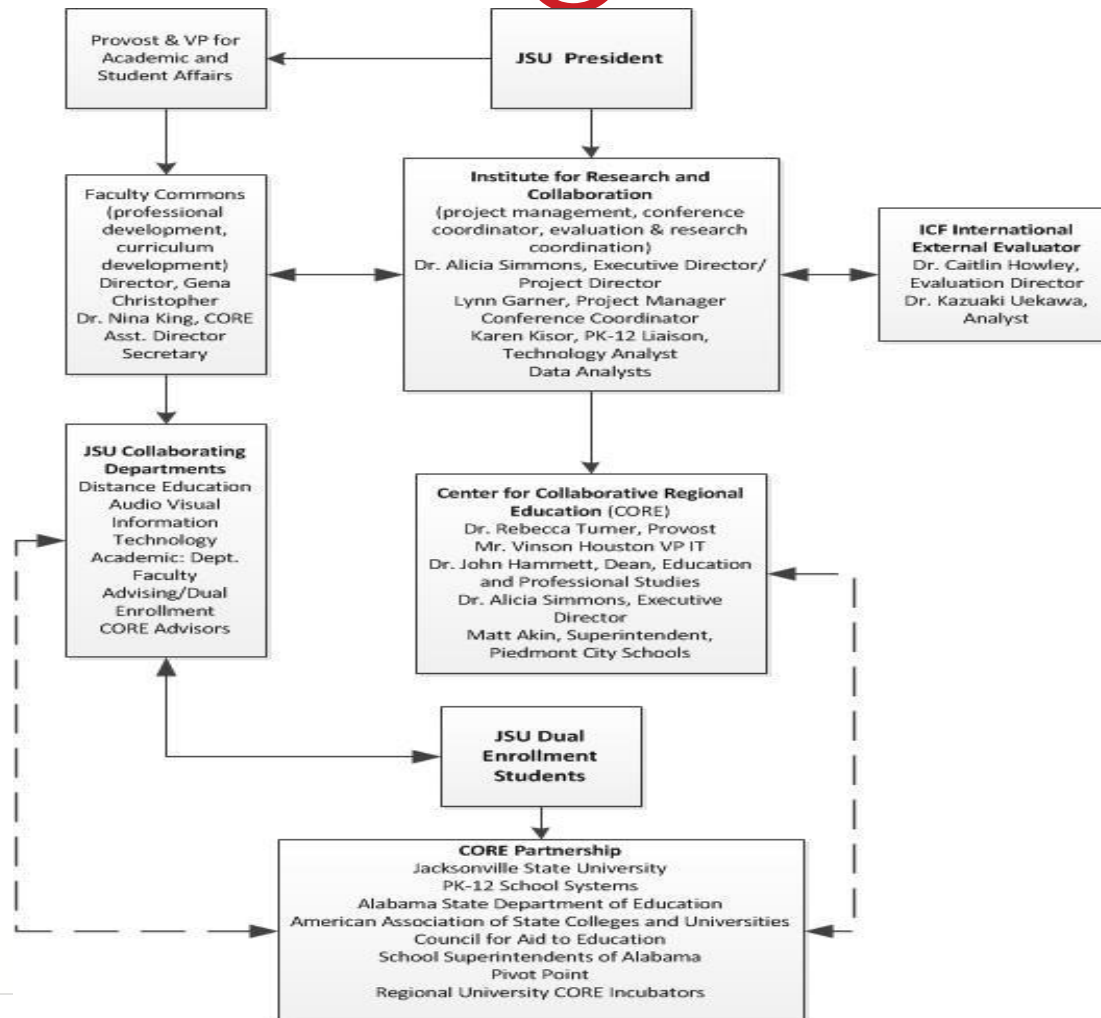 Provost & VP for
Academic and
Student Affairs
JSU President
Faculty Commons
(professional
development,
curriculum
development)
Director, Gena
Christopher
Dr. Nina King, CORE
Asst. Director
Secretary
Institute for Research and
Collaboration
(project management, conference
coordinator, evaluation & research
coordination)
Dr. Alicia Simmons, Executive Director/
Project Director
Lynn Garner, Project Manager
Conference Coordinator
Karen Kisor, PK-12 Liaison,
Technology Analyst
Data Analysts
ICF International
External Evaluator
Dr. Caitlin Howley,
Evaluation Director
Dr. Kazuaki Uekawa,
Analyst
JSU Collaborating
Departments
Distance Education
Audio Visual
Information
Technology
Academic: Dept.
Faculty
Advising/Dual
Enrollment
CORE Advisors
Center for Collaborative Regional
Education (CORE)
Dr. Rebecca Turner, Provost
Mr. Vinson Houston VP IT
Dr. John Hammett, Dean, Education
and Professional Studies
Dr. Alicia Simmons, Executive
Director
Matt Akin, Superintendent,
Piedmont City Schools
JSU Dual
Enrollment
Students
CORE Partnership
Jacksonville State University
PK-12 School Systems
Alabama State Department of Education
American Association of State Colleges and Universities
Council for Aid to Education
School Superintendents of Alabama
Pivot Point
Regional University CORE Incubators